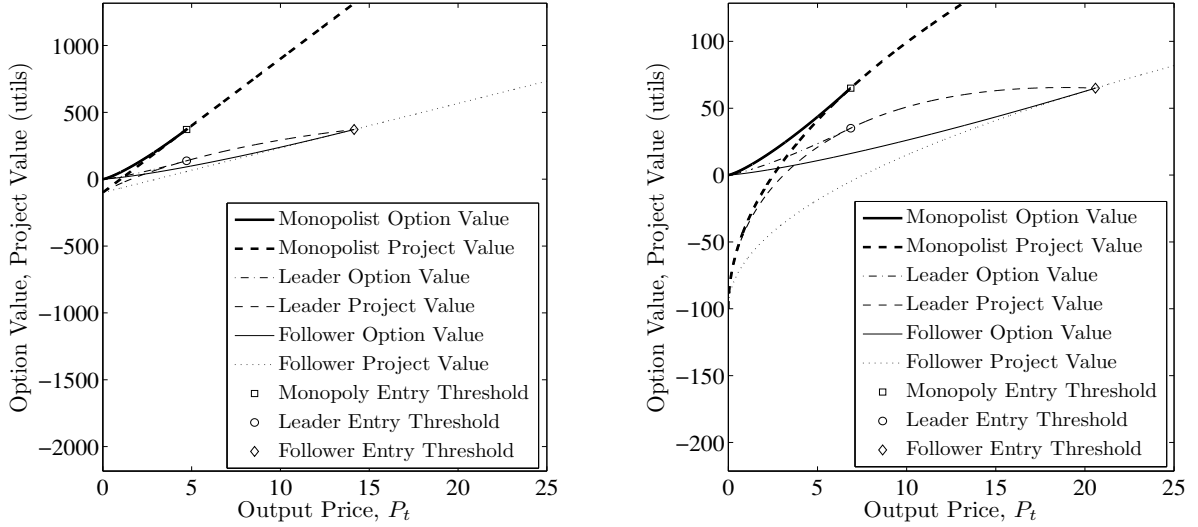 Option Value, Project Value (utils)
1000
500
0
−500
−1000
−1500
−2000
Monopolist Option Value
Monopolist Project Value
Leader Option Value
Leader Project Value
Follower Option Value
Follower Project Value
Monopoly Entry Threshold
Leader Entry Threshold
Follower Entry Threshold
0 5 10 15 20 25
Output Price, P_t
Option Value, Project Value (utils)
100
50
0
−50
−100
−150
−200
Monopolist Option Value
Monopolist Project Value
Leader Option Value
Leader Project Value
Follower Option Value
Follower Project Value
Monopoly Entry Threshold
Leader Entry Threshold
Follower Entry Threshold
0 5 10 15 20 25
Output Price, P_t